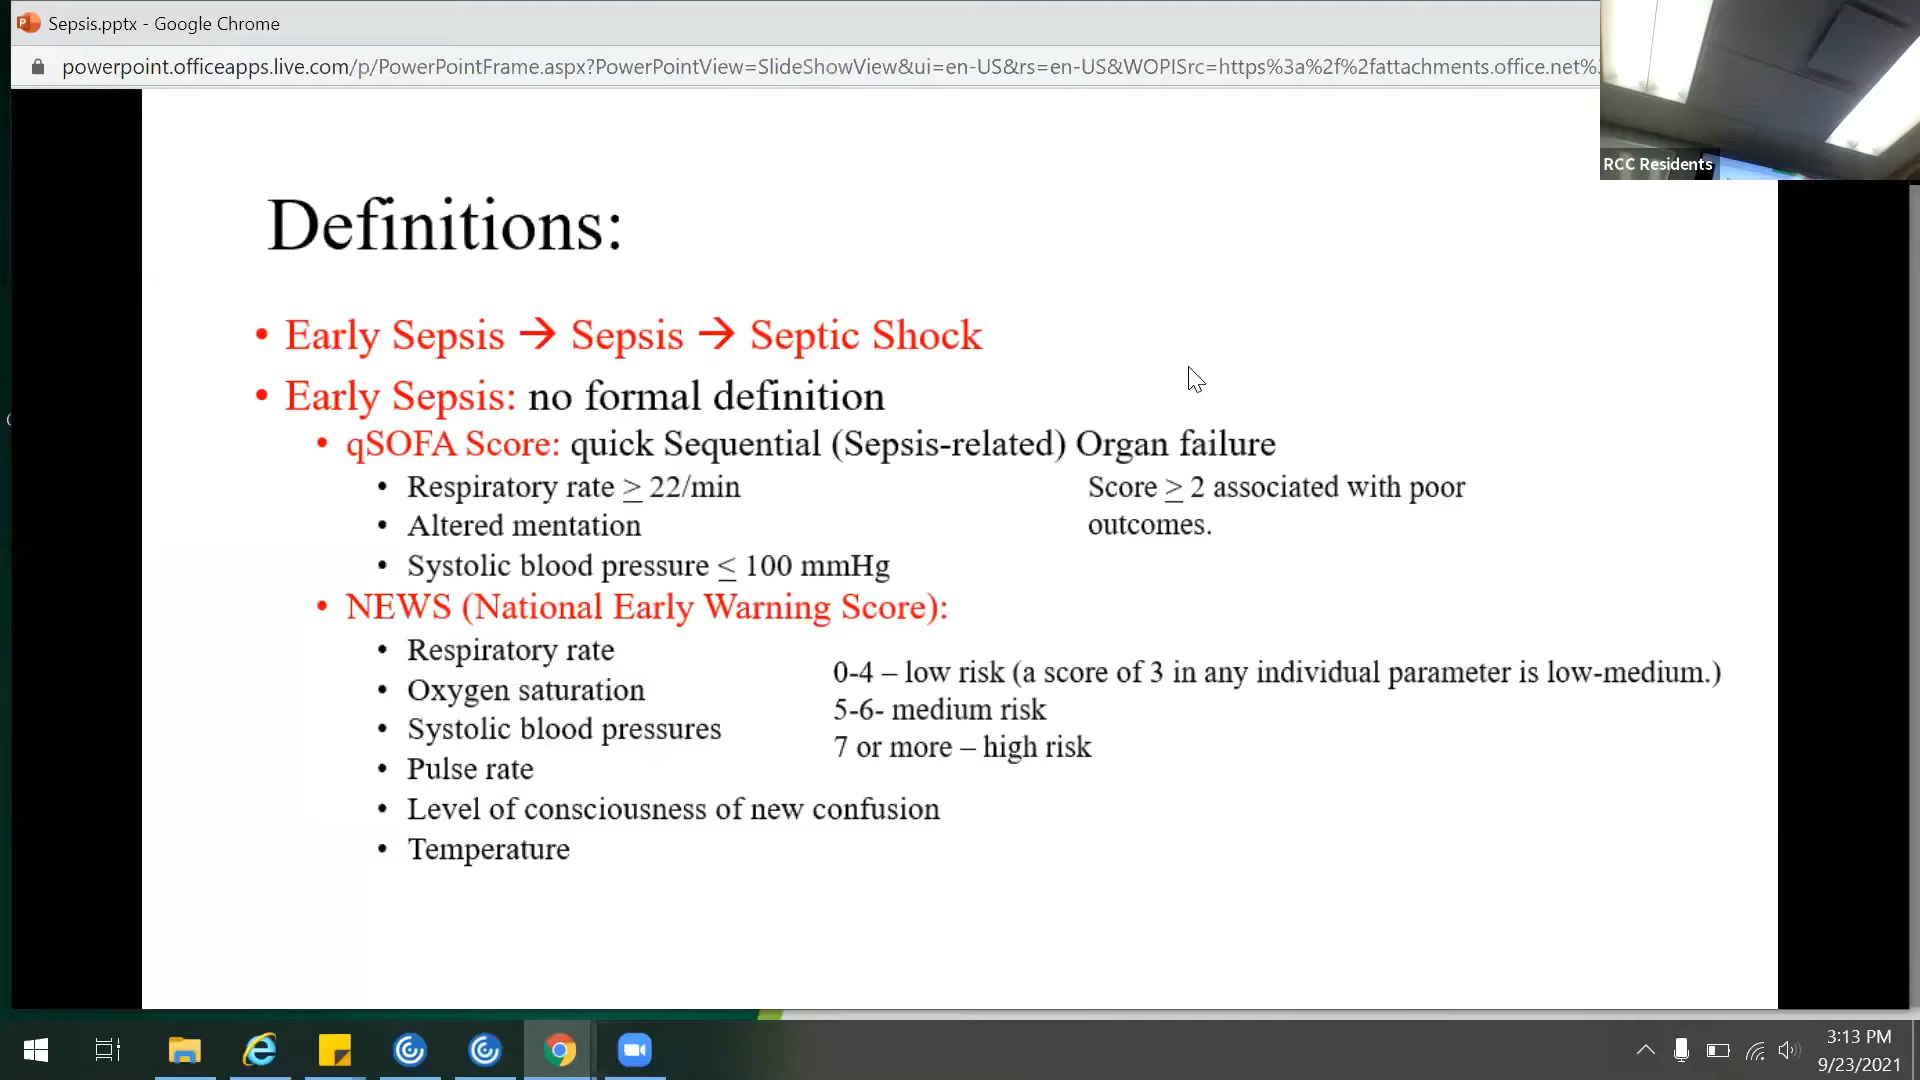 Sepsis.pptx - Google Chrome
powerpoint.officeapps.live.com/p/PowerPointFrame.aspx?PowerPointView=SlideShowView&ui=en-US&rs=en-US&WOPISrc=https%3a%2f%2fattachments.office.net%
RCC Residents
Definitions:
• Early Sepsis → Sepsis → Septic Shock
• Early Sepsis: no formal definition
• qSOFA Score: quick Sequential (Sepsis-related) Organ failure
• Respiratory rate ≥ 22/min
• Altered mentation
• Systolic blood pressure ≤ 100 mmHg
Score ≥ 2 associated with poor
outcomes.
• NEWS (National Early Warning Score):
• Respiratory rate
• Oxygen saturation
• Systolic blood pressures
• Pulse rate
• Level of consciousness of new confusion
• Temperature
0-4 – low risk (a score of 3 in any individual parameter is low-medium.)
5-6- medium risk
7 or more – high risk
3:13 PM
9/23/2021